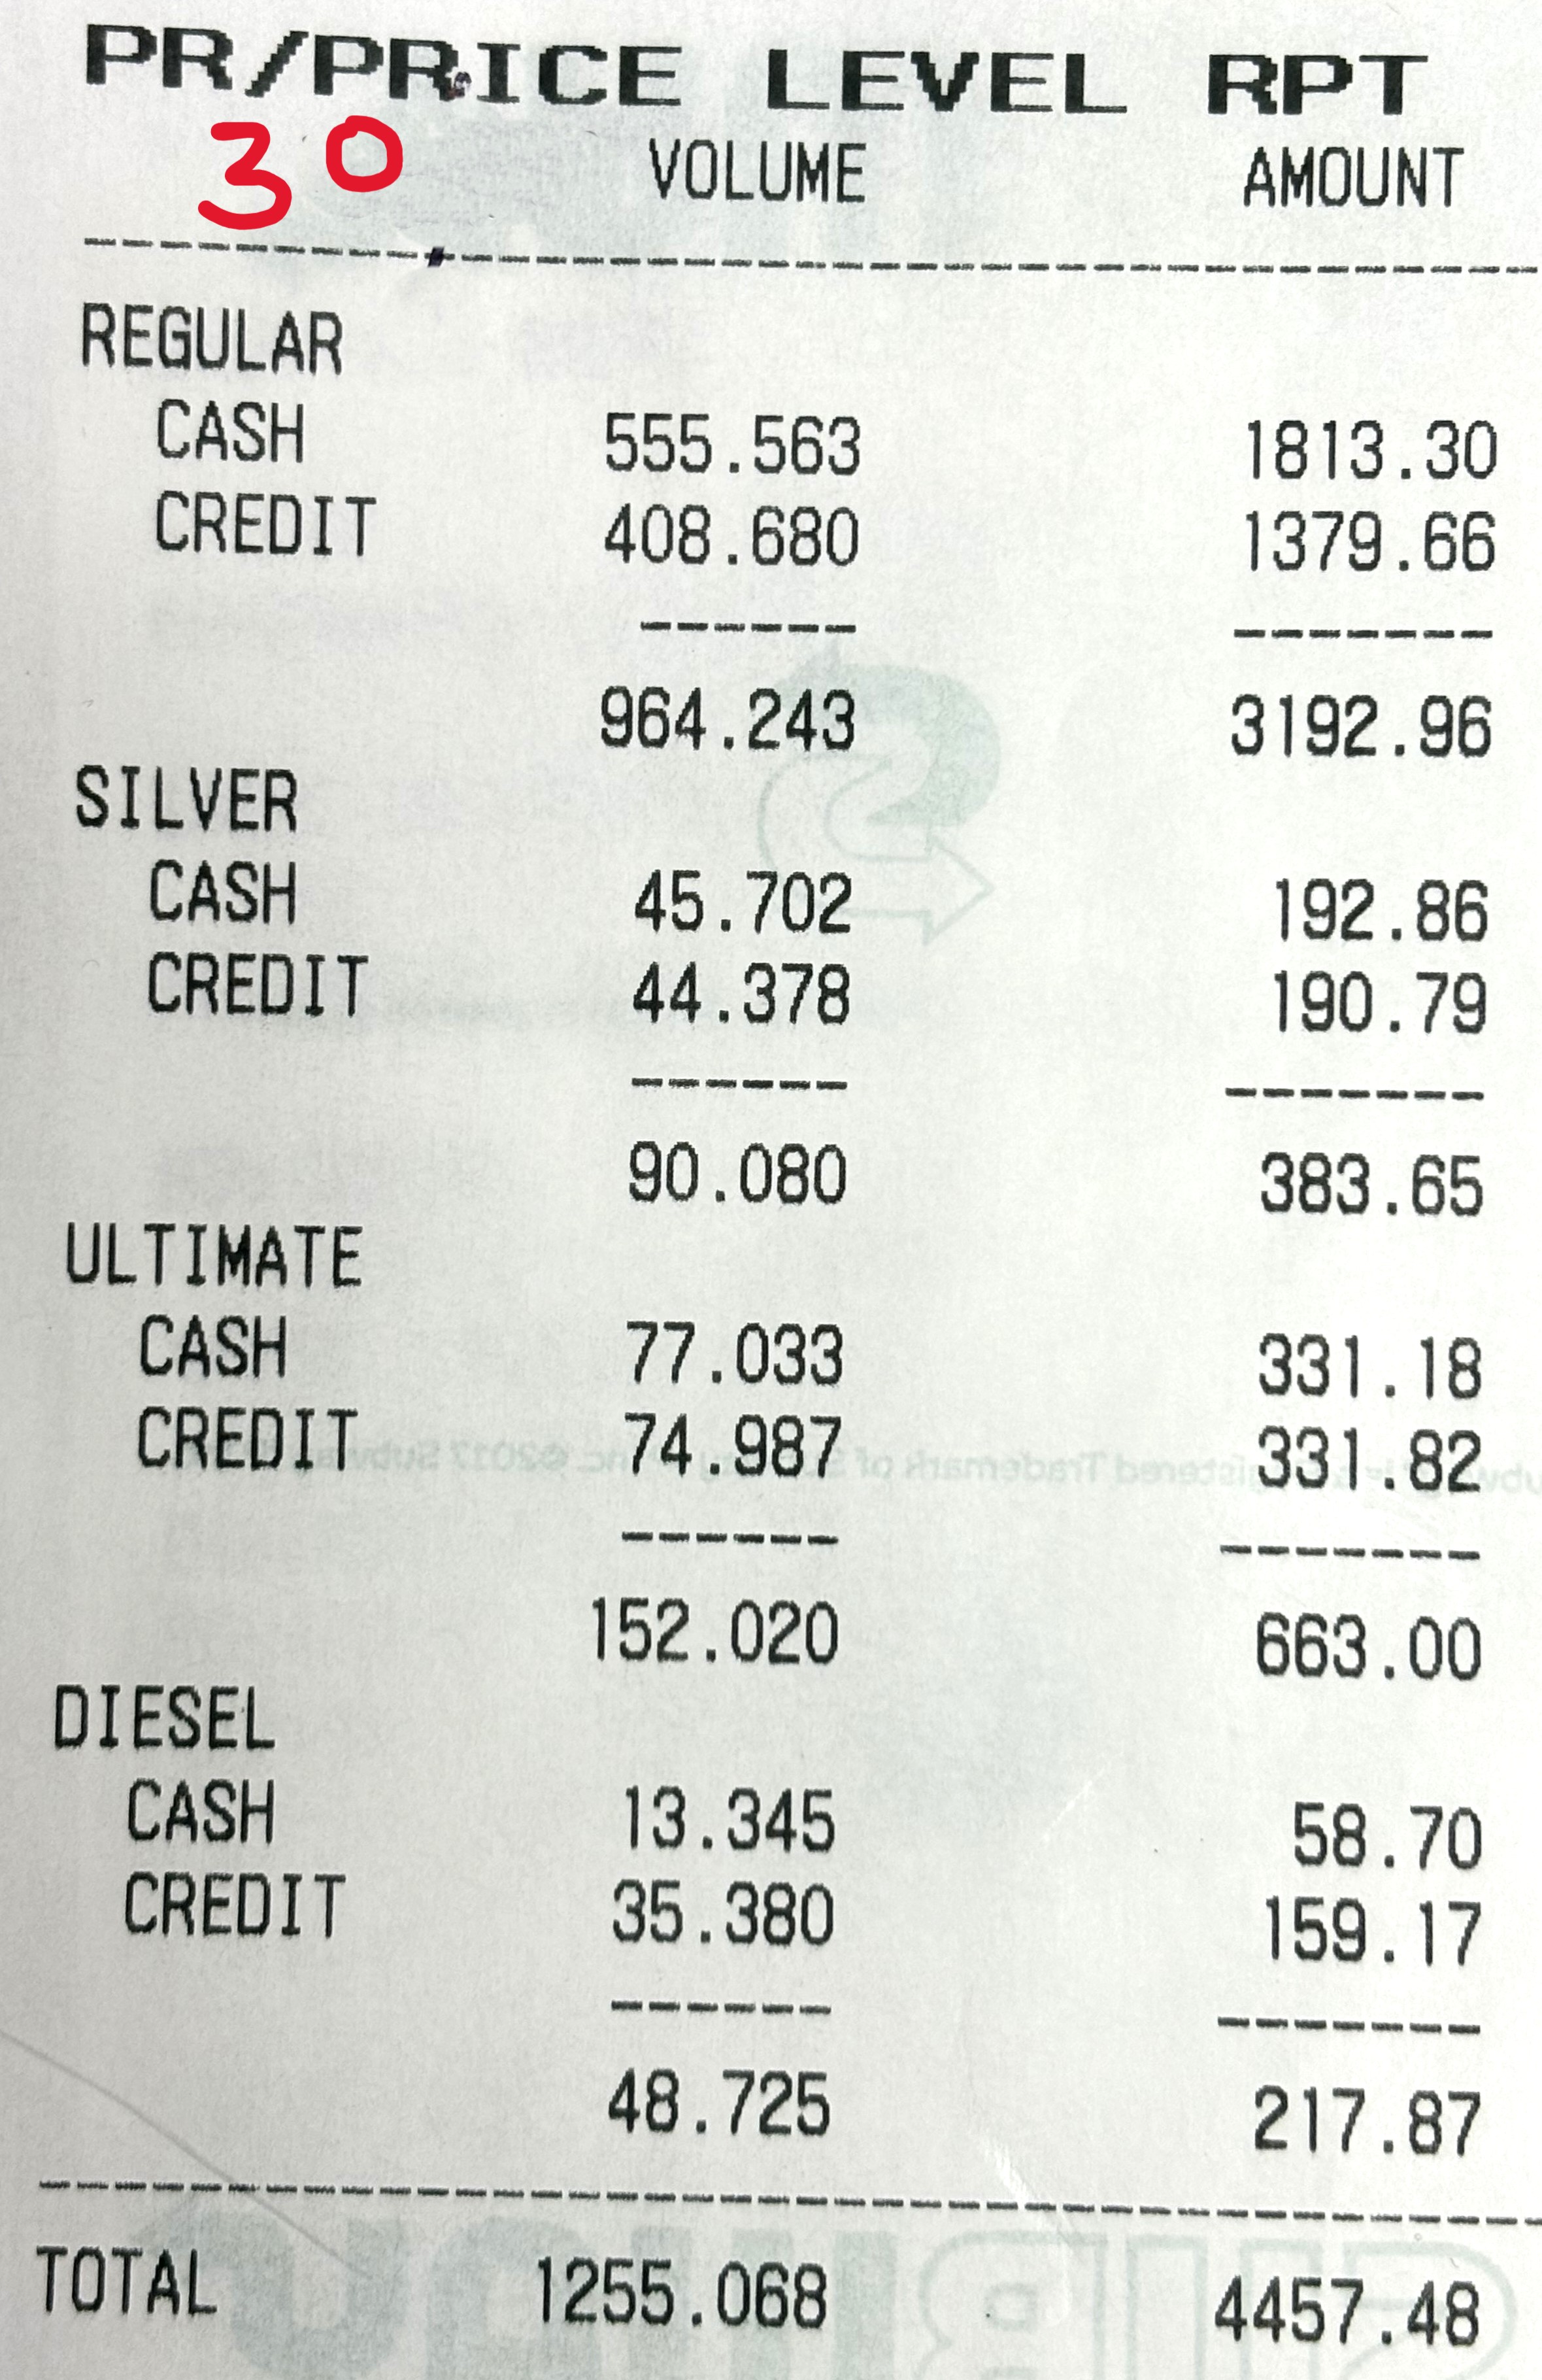 PR/PRICE LEVEL RPT
30 VOLUME AMOUNT
REGULAR
CASH 555.563 1813.30
CREDIT 408.680 1379.66
964.243 3192.96
SILVER
CASH 45.702 192.86
CREDIT 44.378 190.79
90.080 383.65
ULTIMATE
CASH 77.033 331.18
CREDIT 74.987 331.82
152.020 663.00
DIESEL
CASH 13.345 58.70
CREDIT 35.380 159.17
48.725 217.87
TOTAL 1255.068 4457.48